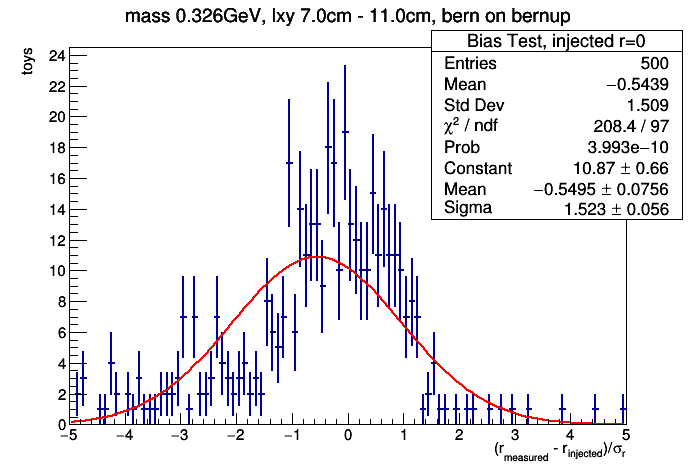 mass 0.326GeV, lxy 7.0cm - 11.0cm, bern on bernup
Bias Test, injected r=0
Entries 500
Mean −0.5439
Std Dev 1.509
χ² / ndf 208.4 / 97
Prob 3.993e−10
Constant 10.87 ± 0.66
Mean −0.5495 ± 0.0756
Sigma 1.523 ± 0.056
toys
24
22
20
18
16
14
12
10
8
6
4
2
0
−5 −4 −3 −2 −1 0 1 2 3 4 5
(r_measured - r_injected)/σ_r